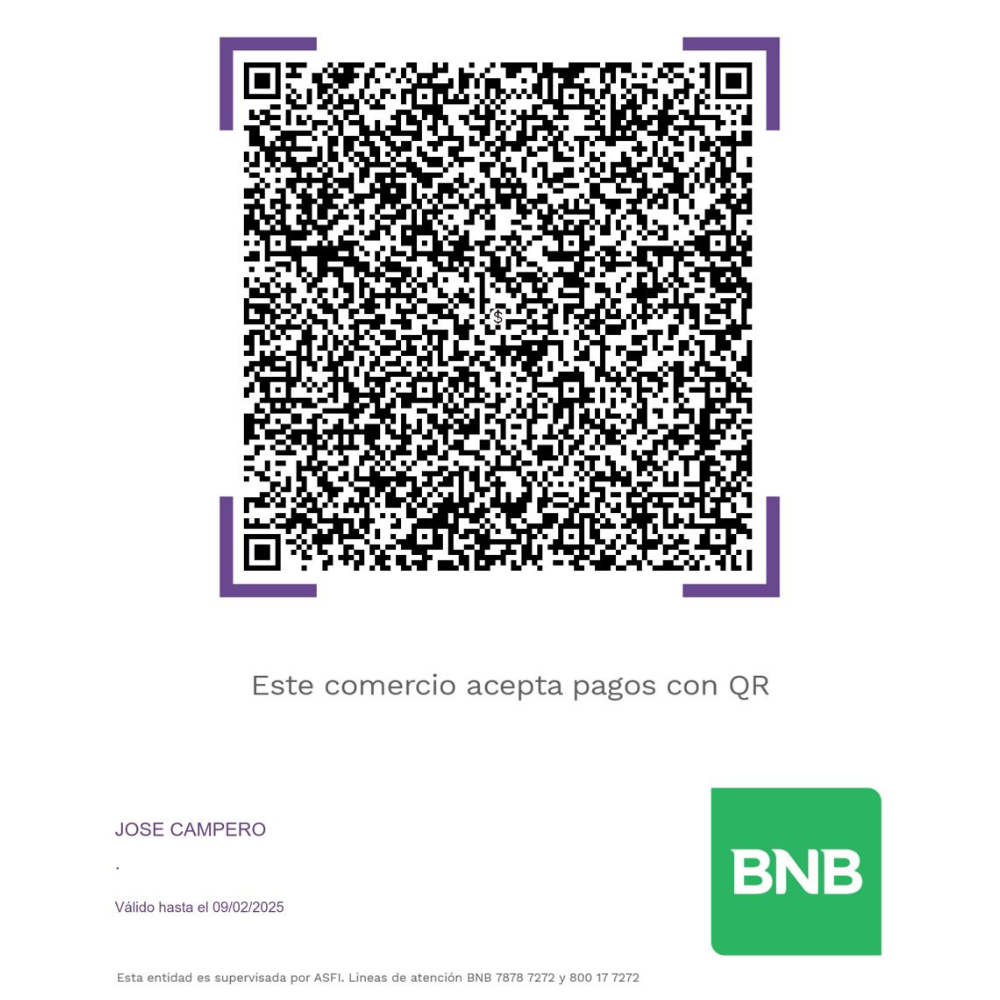 $
Este comercio acepta pagos con QR
JOSE CAMPERO
.
Válido hasta el 09/02/2025
BNB
Esta entidad es supervisada por ASFI. Lineas de atención BNB 7878 7272 y 800 17 7272